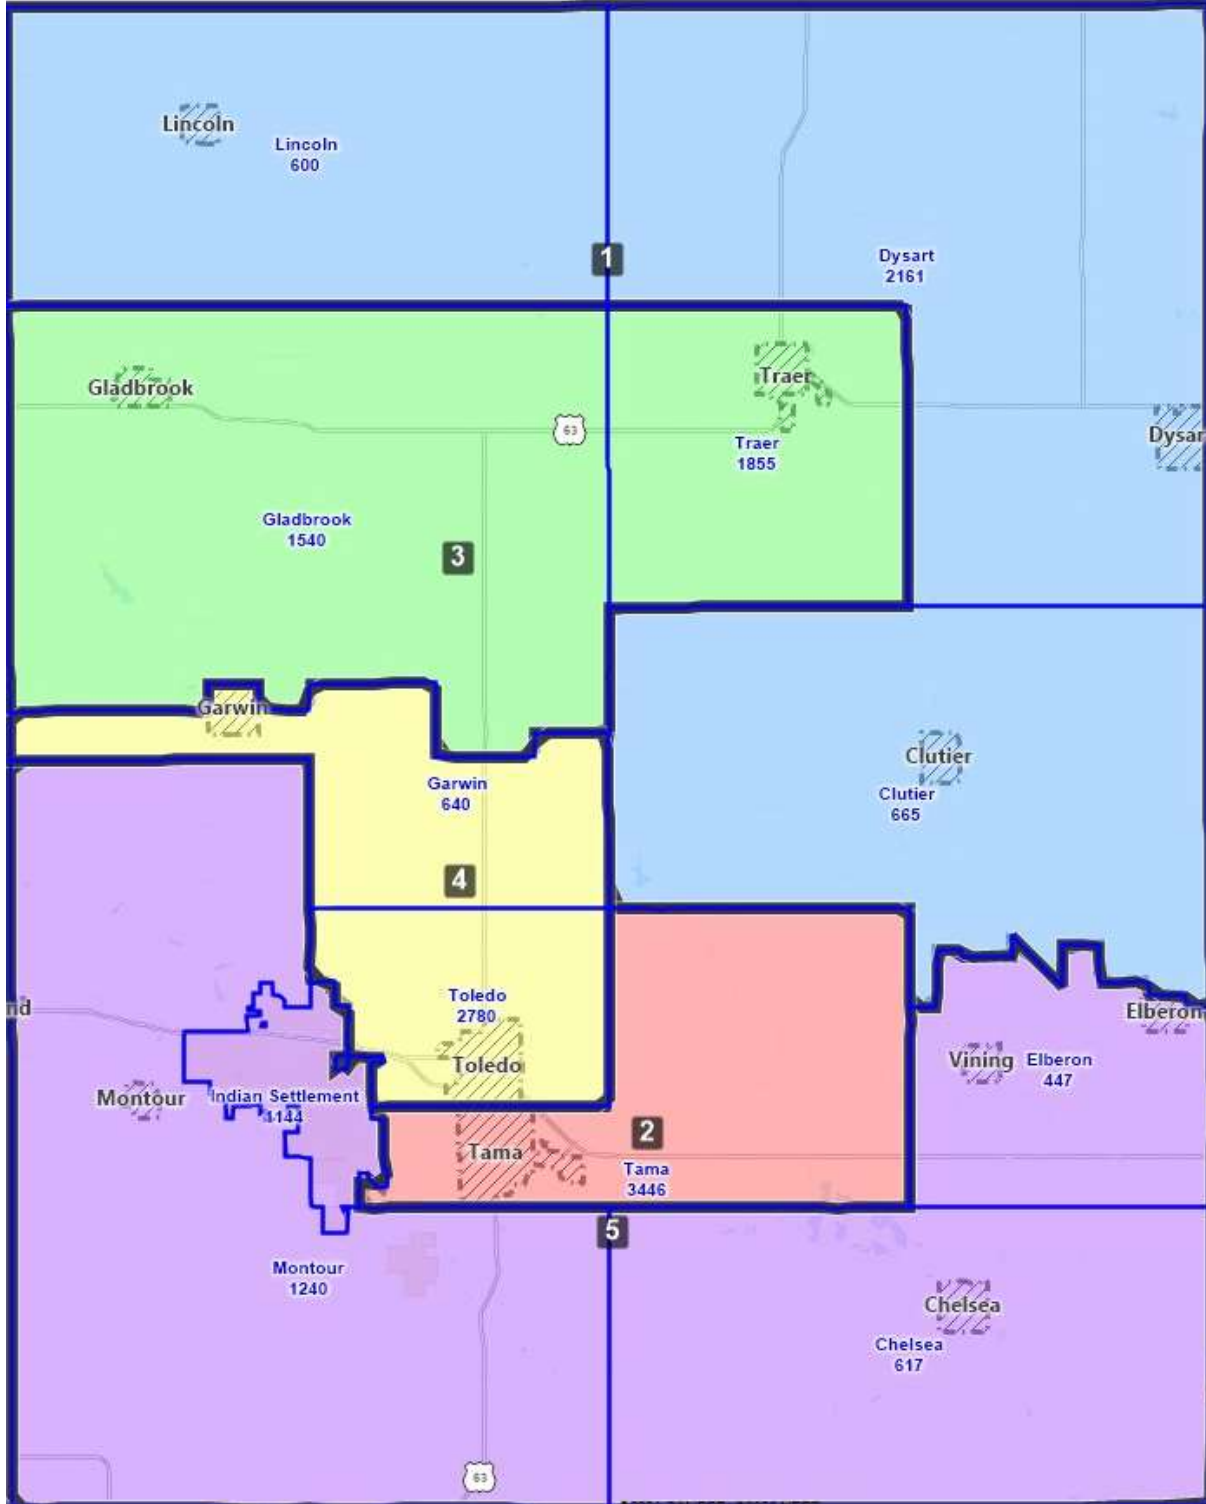 Lincoln
Lincoln
600
1
Dysart
2161
Gladbrook
Traer
63
Dysar
Traer
1855
Gladbrook
1540
3
Garwin
Clutier
Garwin
640
Clutier
665
4
Toledo
2780
nd
Elberon
Toledo
Vining
Elberon
447
Montour
Indian Settlement
1144
2
Tama
Tama
3446
5
Montour
1240
Chelsea
Chelsea
617
63